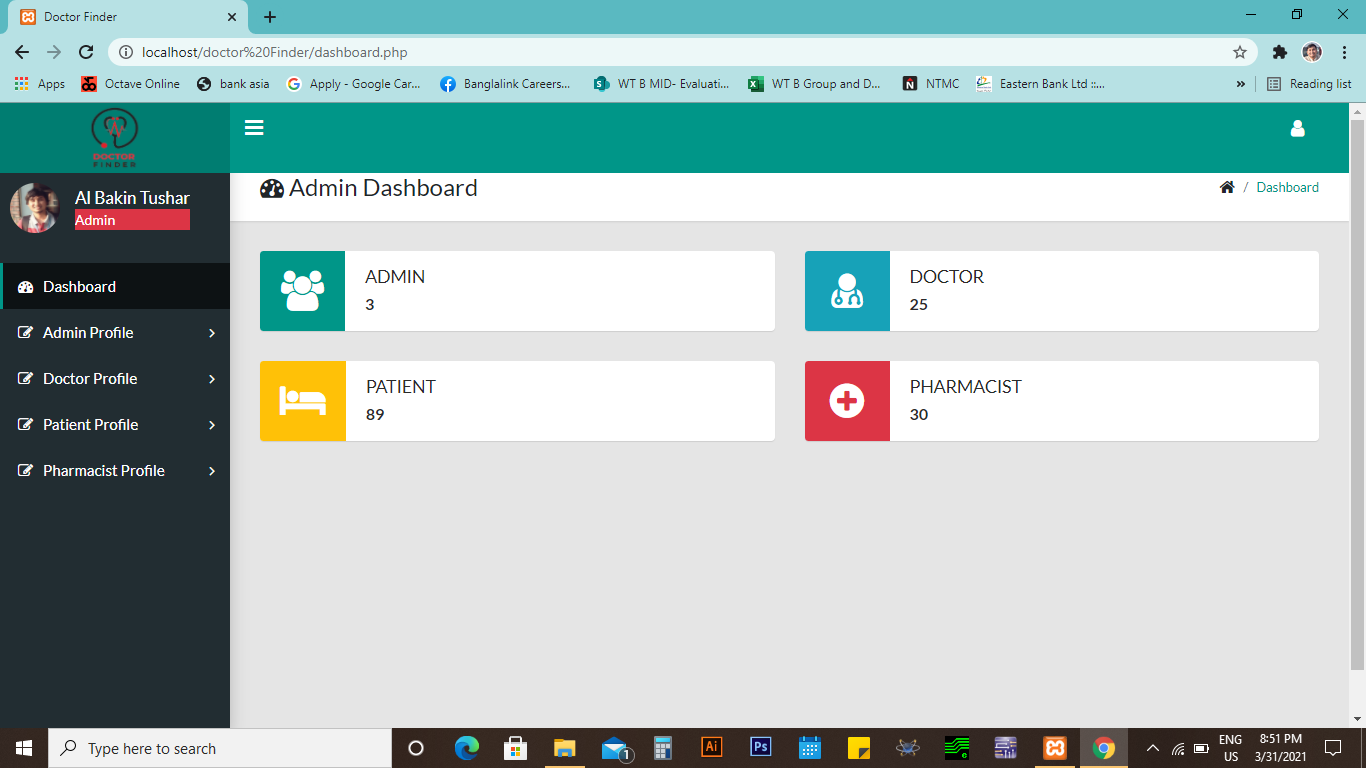 Doctor Finder
localhost/doctor%20Finder/dashboard.php
Apps Octave Online bank asia Apply - Google Car... Banglalink Careers... WT B MID- Evaluati... WT B Group and D... NTMC Eastern Bank Ltd ::... » Reading list
DOCTOR
FINDER
Al Bakin Tushar
Admin
Admin Dashboard
/ Dashboard
Dashboard
Admin Profile
Doctor Profile
Patient Profile
Pharmacist Profile
ADMIN
3
DOCTOR
25
PATIENT
89
PHARMACIST
30
Type here to search
1
Ai
Ps
ENG
US
8:51 PM
3/31/2021